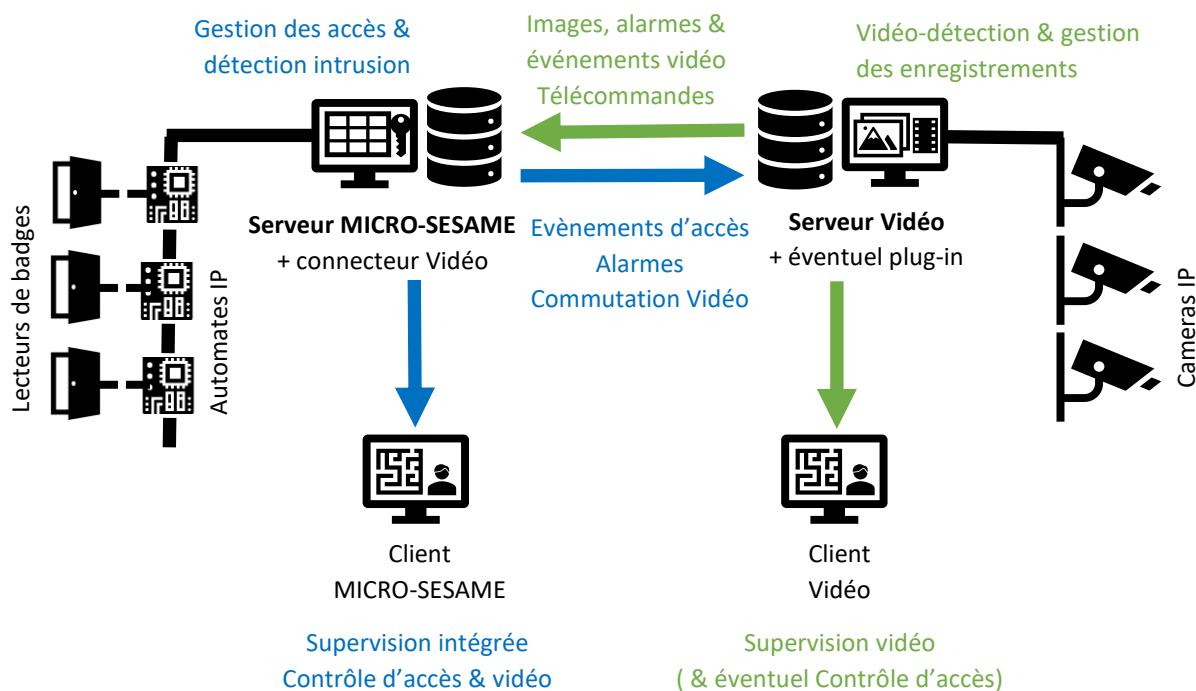 Gestion des accès &
détection intrusion
Images, alarmes &
événements vidéo
Télécommandes
Vidéo-détection & gestion
des enregistrements
Lecteurs de badges
Automates IP
Serveur MICRO-SESAME
+ connecteur Vidéo
Evènements d'accès
Alarmes
Commutation Vidéo
Serveur Vidéo
+ éventuel plug-in
Cameras IP
Client
MICRO-SESAME
Client
Vidéo
Supervision intégrée
Contrôle d'accès & vidéo
Supervision vidéo
( & éventuel Contrôle d'accès)